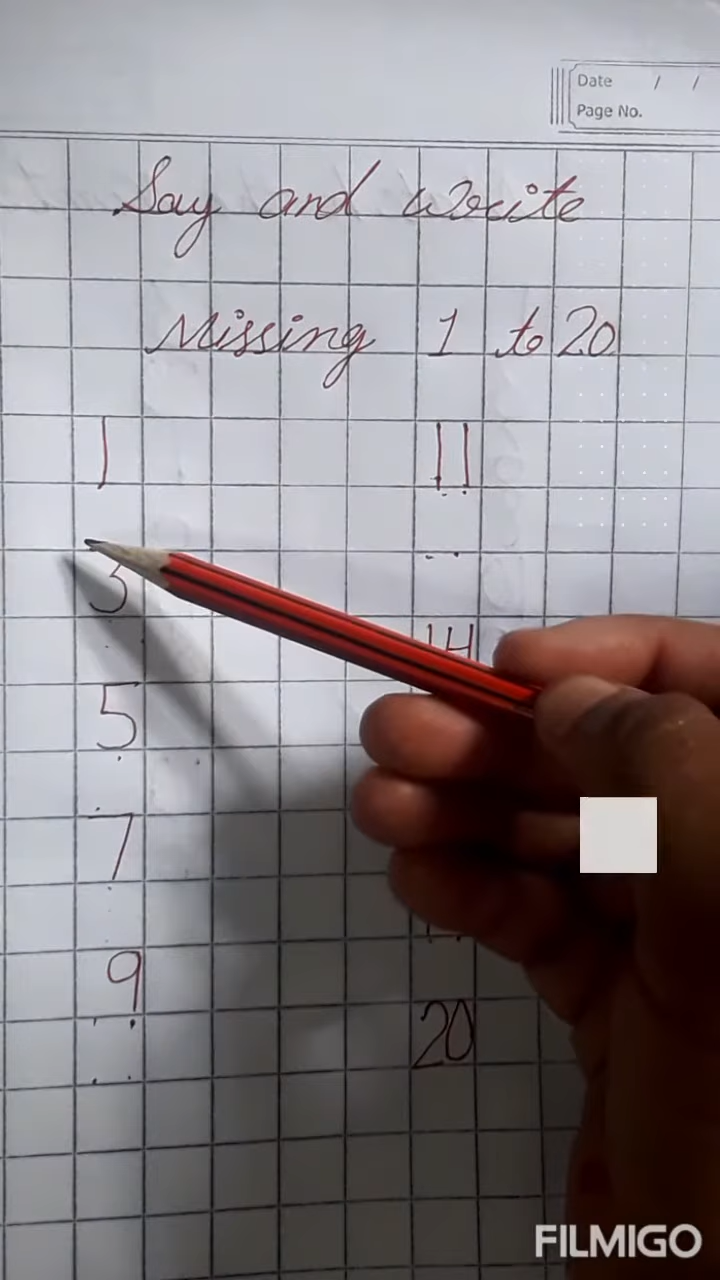 Date / /
Page No.
Say and Write
Missing 1 to 20
1 11
3
14
5
7
9
20
FILMIGO